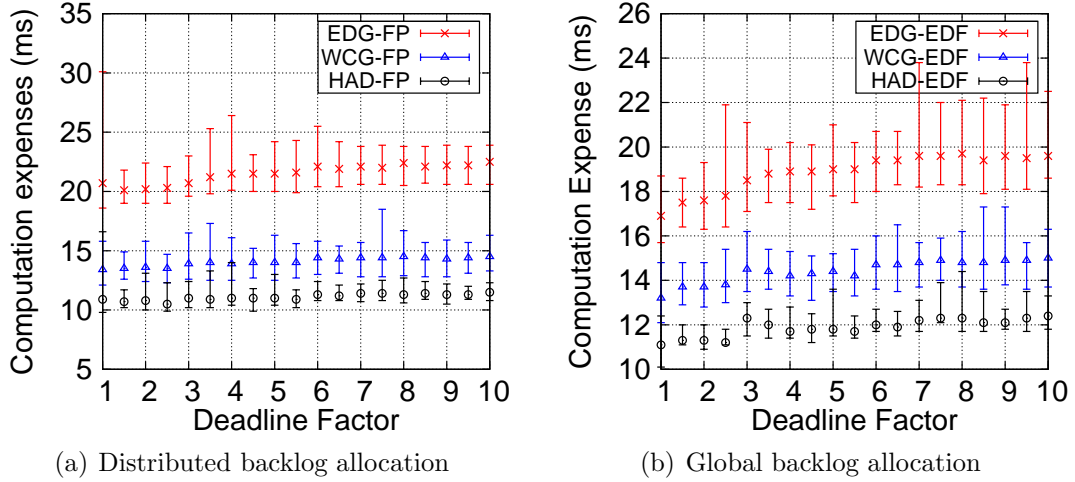 Computation expenses (ms)
35
30
25
20
15
10
5
1 2 3 4 5 6 7 8 9 10
Deadline Factor
EDG-FP
WCG-FP
HAD-FP
(a) Distributed backlog allocation
Computation Expense (ms)
26
24
22
20
18
16
14
12
10
1 2 3 4 5 6 7 8 9 10
Deadline Factor
EDG-EDF
WCG-EDF
HAD-EDF
(b) Global backlog allocation